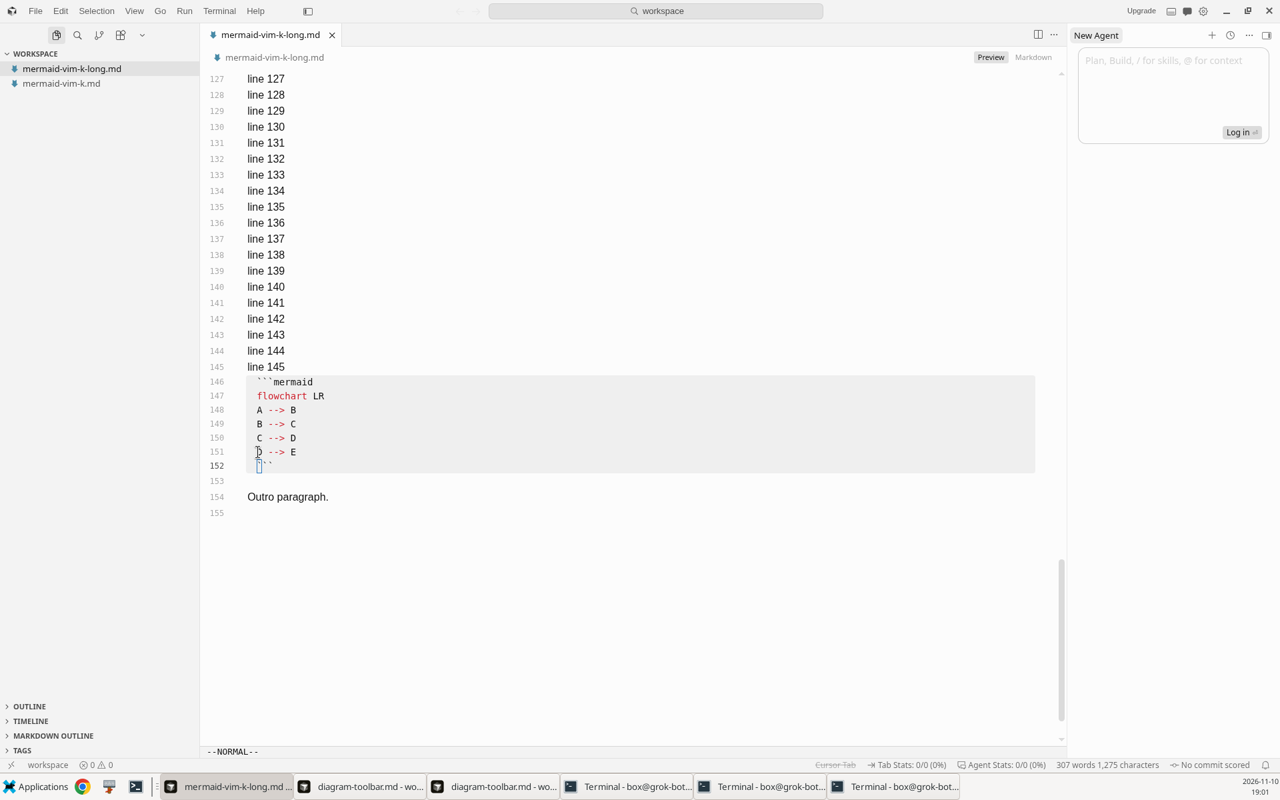 File Edit Selection View Go Run Terminal Help
workspace
Upgrade
mermaid-vim-k-long.md
New Agent
WORKSPACE
mermaid-vim-k-long.md
mermaid-vim-k.md
mermaid-vim-k-long.md
Preview Markdown
Plan, Build, / for skills, @ for context
Log in
127 line 127
128 line 128
129 line 129
130 line 130
131 line 131
132 line 132
133 line 133
134 line 134
135 line 135
136 line 136
137 line 137
138 line 138
139 line 139
140 line 140
141 line 141
142 line 142
143 line 143
144 line 144
145 line 145
146 ```mermaid
147 flowchart LR
148 A --> B
149 B --> C
150 C --> D
151 D --> E
152 ```
153
154 Outro paragraph.
155
OUTLINE
TIMELINE
MARKDOWN OUTLINE
TAGS
--NORMAL--
workspace 0 0 Cursor Tab Tab Stats: 0/0 (0%) Agent Stats: 0/0 (0%) 307 words 1,275 characters No commit scored
Applications mermaid-vim-k-long.md ... diagram-toolbar.md - wo... diagram-toolbar.md - wo... Terminal - box@grok-bot... Terminal - box@grok-bot... Terminal - box@grok-bot...
2026-11-10
19:01